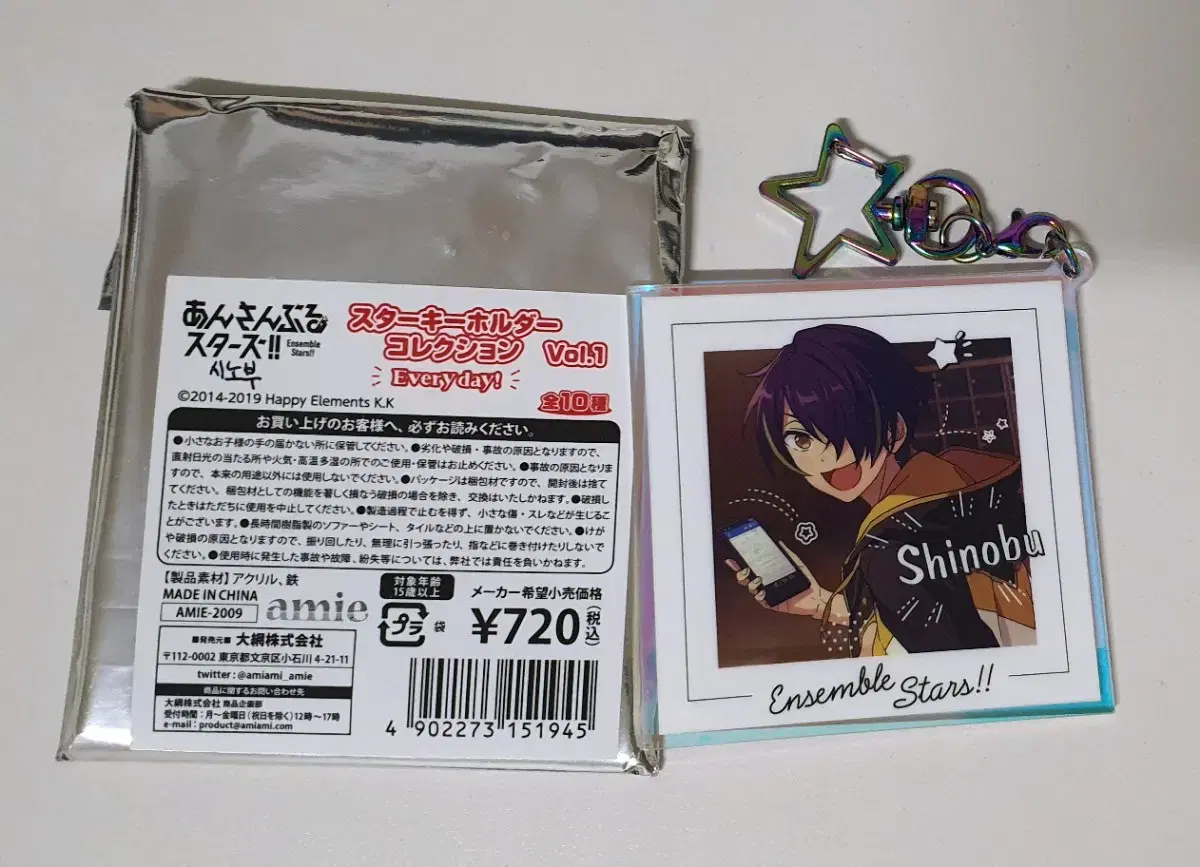 あんさんぶる
スターズ!!
Ensemble
Stars!!
시노부
スターキーホルダー
コレクション
Vol.1
Everyday!
全10種
©2014-2019 Happy Elements K.K
お買い上げのお客様へ、必ずお読みください。
●小さなお子様の手の届かない所に保管してください。●劣化や破損・事故の原因となりますので、
直射日光の当たる所や火気・高温多湿の所でのご使用・保管はお止めください。●事故の原因となりま
すので、本来の用途以外には使用しないでください。●パッケージは梱包材ですので、開封後は捨て
てください。梱包材としての機能を著しく損なう破損の場合を除き、交換はいたしかねます。●破損し
たときはただちに使用を中止してください。●製造過程で止むを得ず、小さな傷・スレなどが生じるこ
とがございます。●長時間樹脂製のソファーやシート、タイルなどの上に置かないでください。●けが
や破損の原因となりますので、振り回したり、無理に引っ張ったり、指などに巻き付けたりしないで
ください。●使用時に発生した事故や故障、紛失等については、弊社では責任を負いかねます。
【製品素材】アクリル、鉄
MADE IN CHINA
AMIE-2009
amie
対象年齢
15歳以上
プラ
袋
メーカー希望小売価格
¥720(税込)
■発売元■ 大網株式会社
〒112-0002 東京都文京区小石川 4-21-11
twitter : @amiami_amie
商品に関するお問い合わせ先
大網株式会社 商品企画部
受付時間:月～金曜日(祝日を除く)12時～17時
e-mail : product@amiami.com
4 902273 151945
Shinobu
Ensemble Stars!!